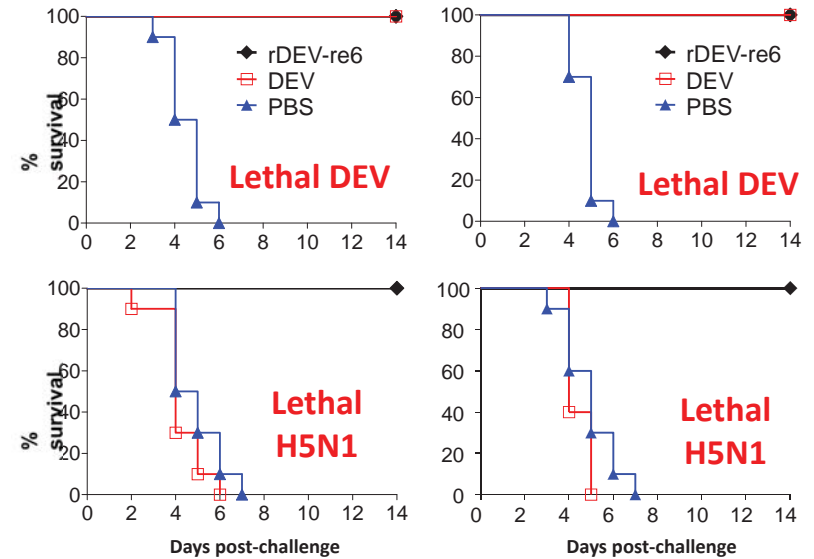 100
80
60
40
20
0
% survival
rDEV-re6
DEV
PBS
Lethal DEV
0 2 4 6 8 10 12 14
100
80
60
40
20
0
rDEV-re6
DEV
PBS
Lethal DEV
0 2 4 6 8 10 12 14
100
80
60
40
20
0
% survival
Lethal
H5N1
0 2 4 6 8 10 12 14
Days post-challenge
100
80
60
40
20
0
Lethal
H5N1
0 2 4 6 8 10 12 14
Days post-challenge